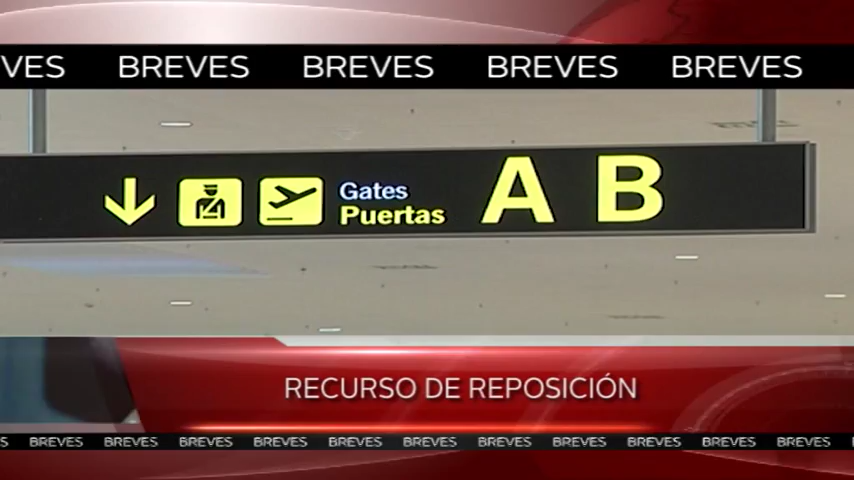 VES BREVES BREVES BREVES BREVES
Gates
Puertas
A B
RECURSO DE REPOSICIÓN
S BREVES BREVES BREVES BREVES BREVES BREVES BREVES BREVES BREVES BREVES BREVES